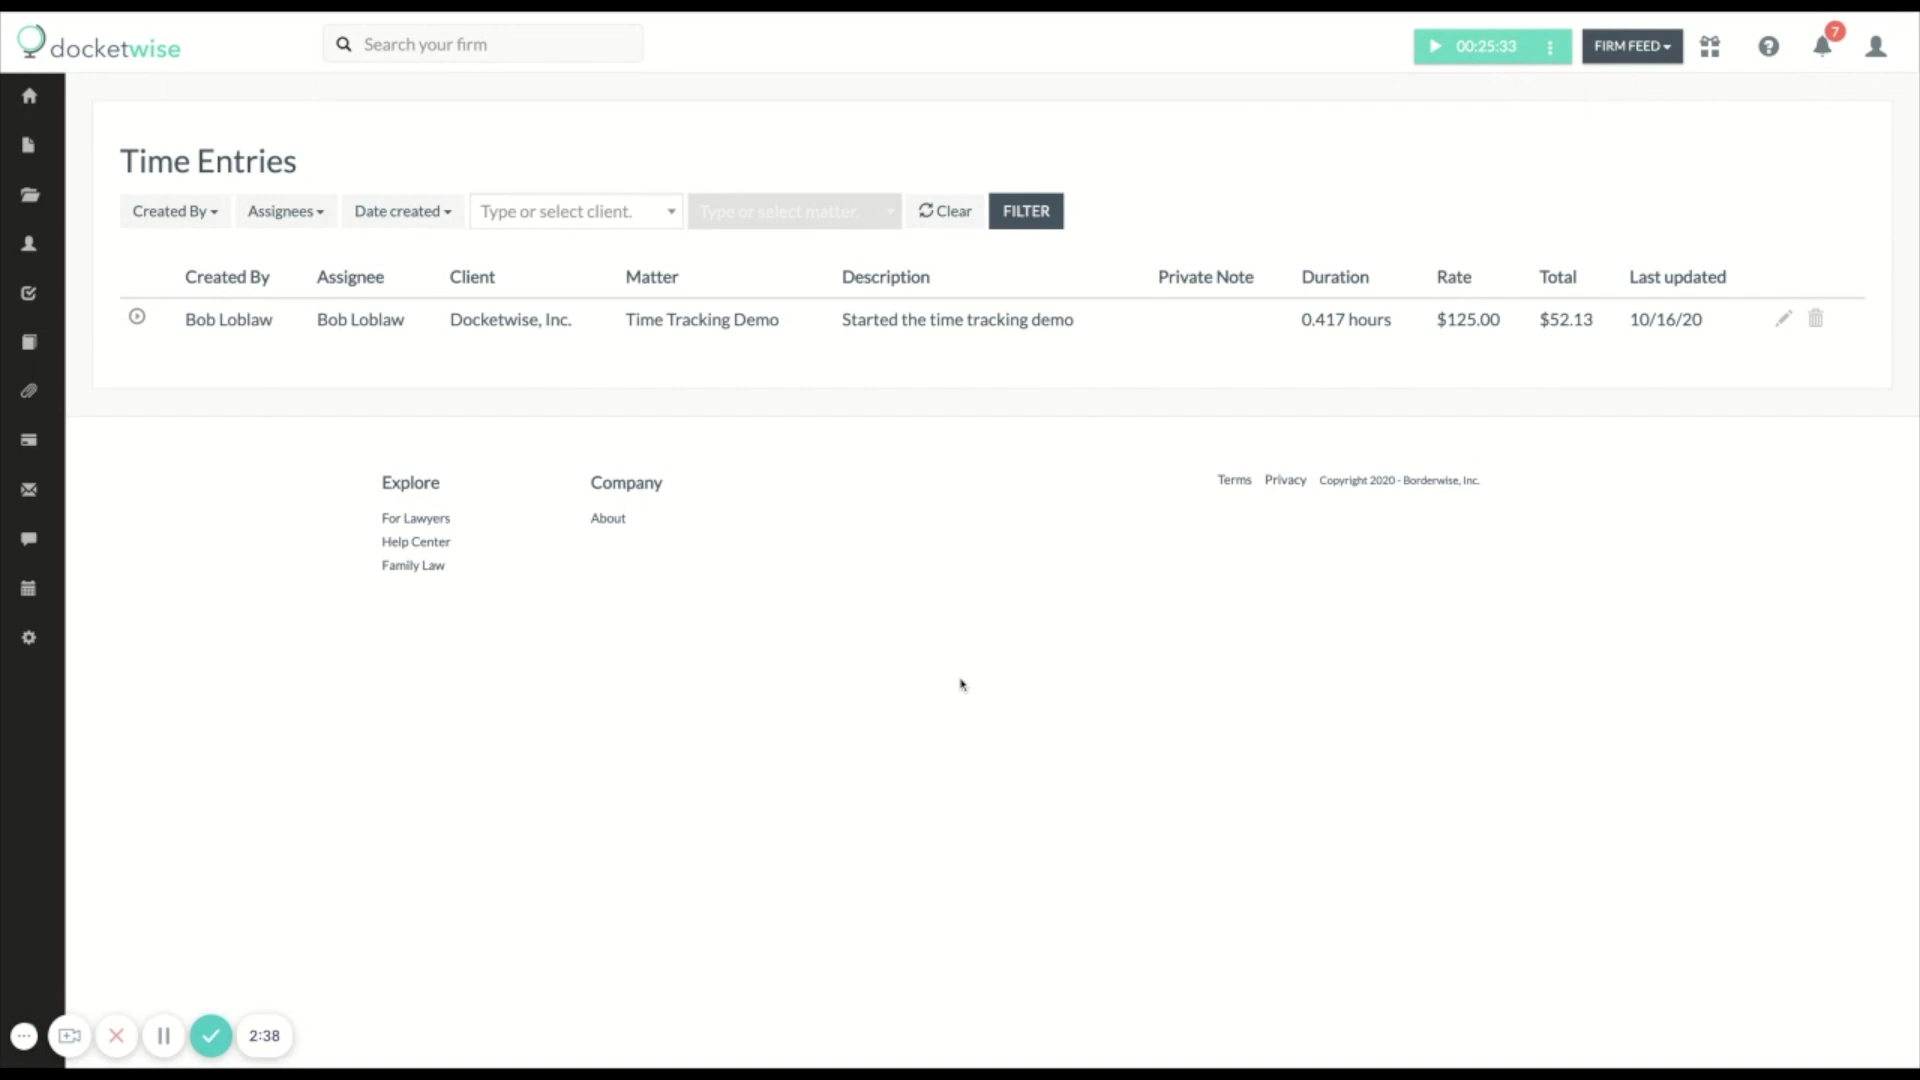 docketwise
Search your firm
00:25:33
FIRM FEED
7
Time Entries
Created By
Assignees
Date created
Type or select client.
Type or select matter.
Clear
FILTER
Created By Assignee Client Matter Description Private Note Duration Rate Total Last updated
Bob Loblaw Bob Loblaw Docketwise, Inc. Time Tracking Demo Started the time tracking demo 0.417 hours $125.00 $52.13 10/16/20
Explore
For Lawyers
Help Center
Family Law
Company
About
Terms Privacy Copyright 2020 - Borderwise, Inc.
2:38